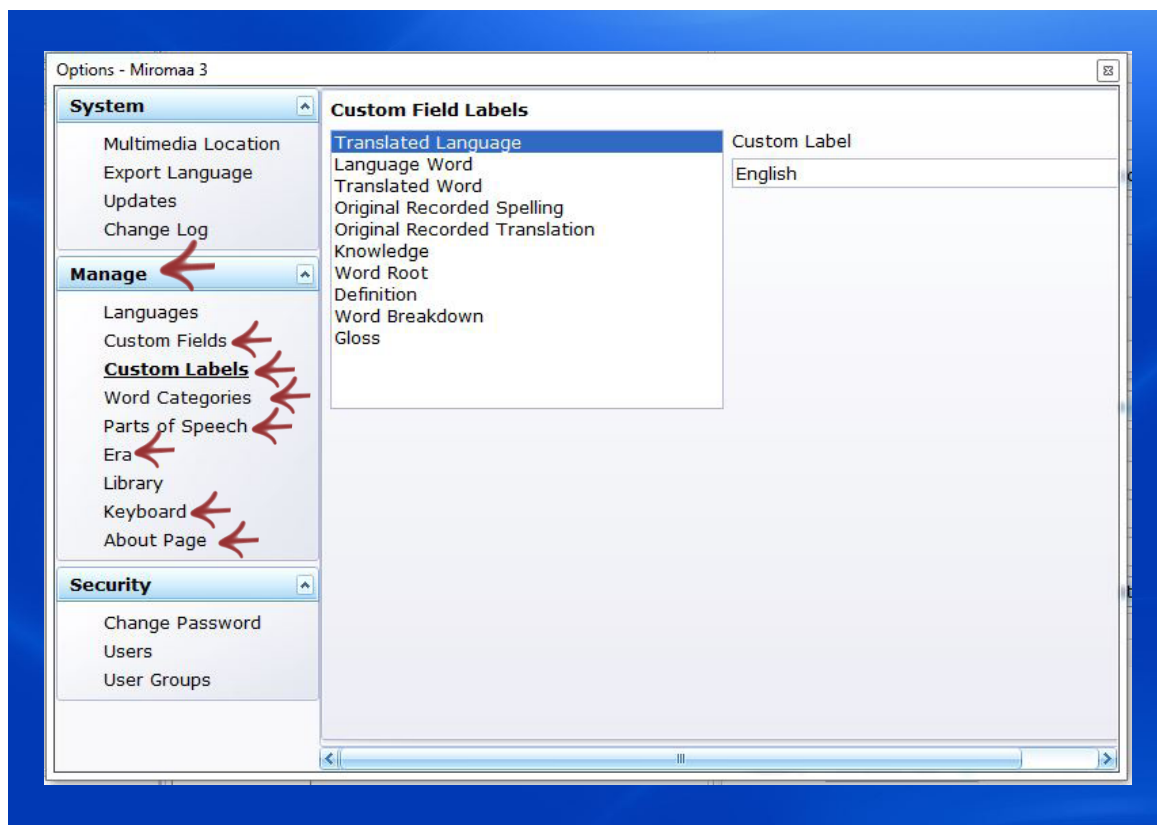 Options - Miromaa 3
System
Multimedia Location
Export Language
Updates
Change Log
Manage
Languages
Custom Fields
Custom Labels
Word Categories
Parts of Speech
Era
Library
Keyboard
About Page
Security
Change Password
Users
User Groups
Custom Field Labels
Translated Language
Language Word
Translated Word
Original Recorded Spelling
Original Recorded Translation
Knowledge
Word Root
Definition
Word Breakdown
Gloss
Custom Label
English